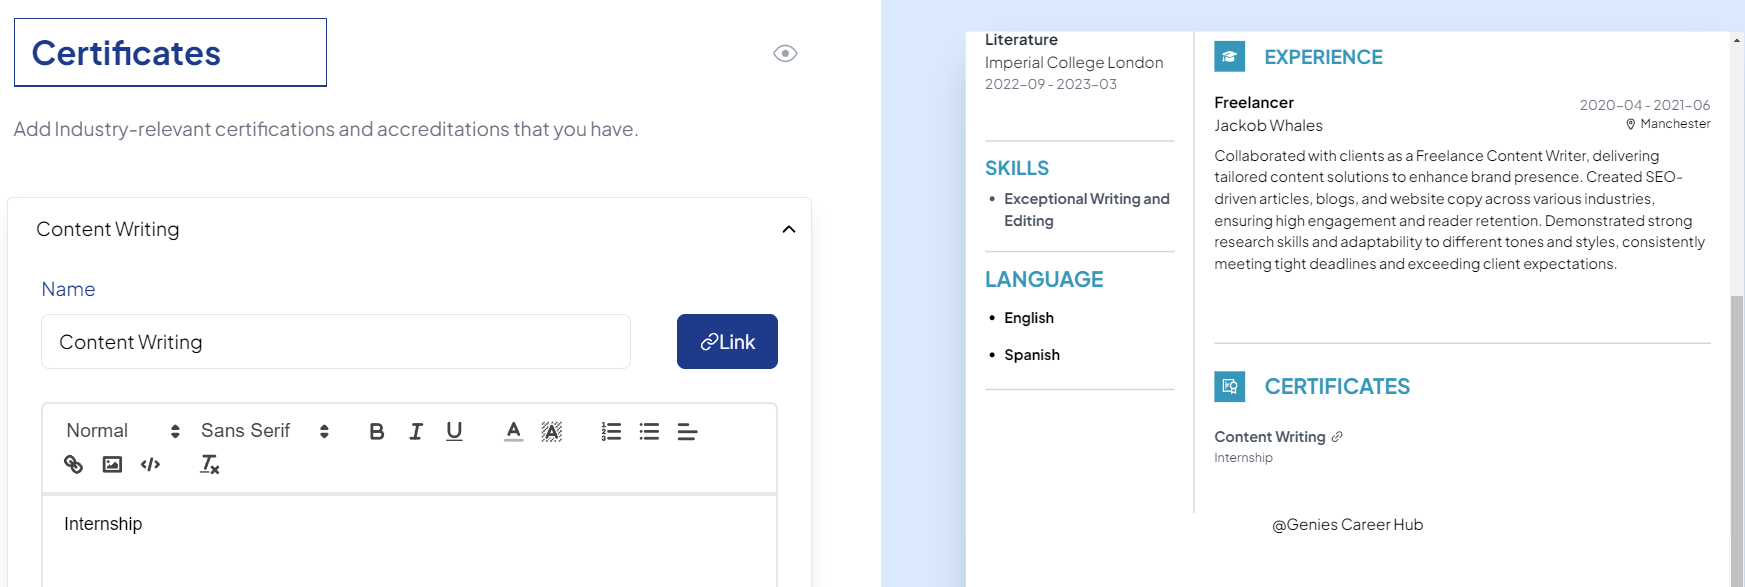 Certificates
Add Industry-relevant certifications and accreditations that you have.
Content Writing
Name
Content Writing
Link
Normal Sans Serif
Internship
Literature
Imperial College London
2022-09 - 2023-03
SKILLS
• Exceptional Writing and
Editing
LANGUAGE
• English
• Spanish
EXPERIENCE
Freelancer 2020-04 - 2021-06
Jackob Whales Manchester
Collaborated with clients as a Freelance Content Writer, delivering
tailored content solutions to enhance brand presence. Created SEO-
driven articles, blogs, and website copy across various industries,
ensuring high engagement and reader retention. Demonstrated strong
research skills and adaptability to different tones and styles, consistently
meeting tight deadlines and exceeding client expectations.
CERTIFICATES
Content Writing
Internship
@Genies Career Hub